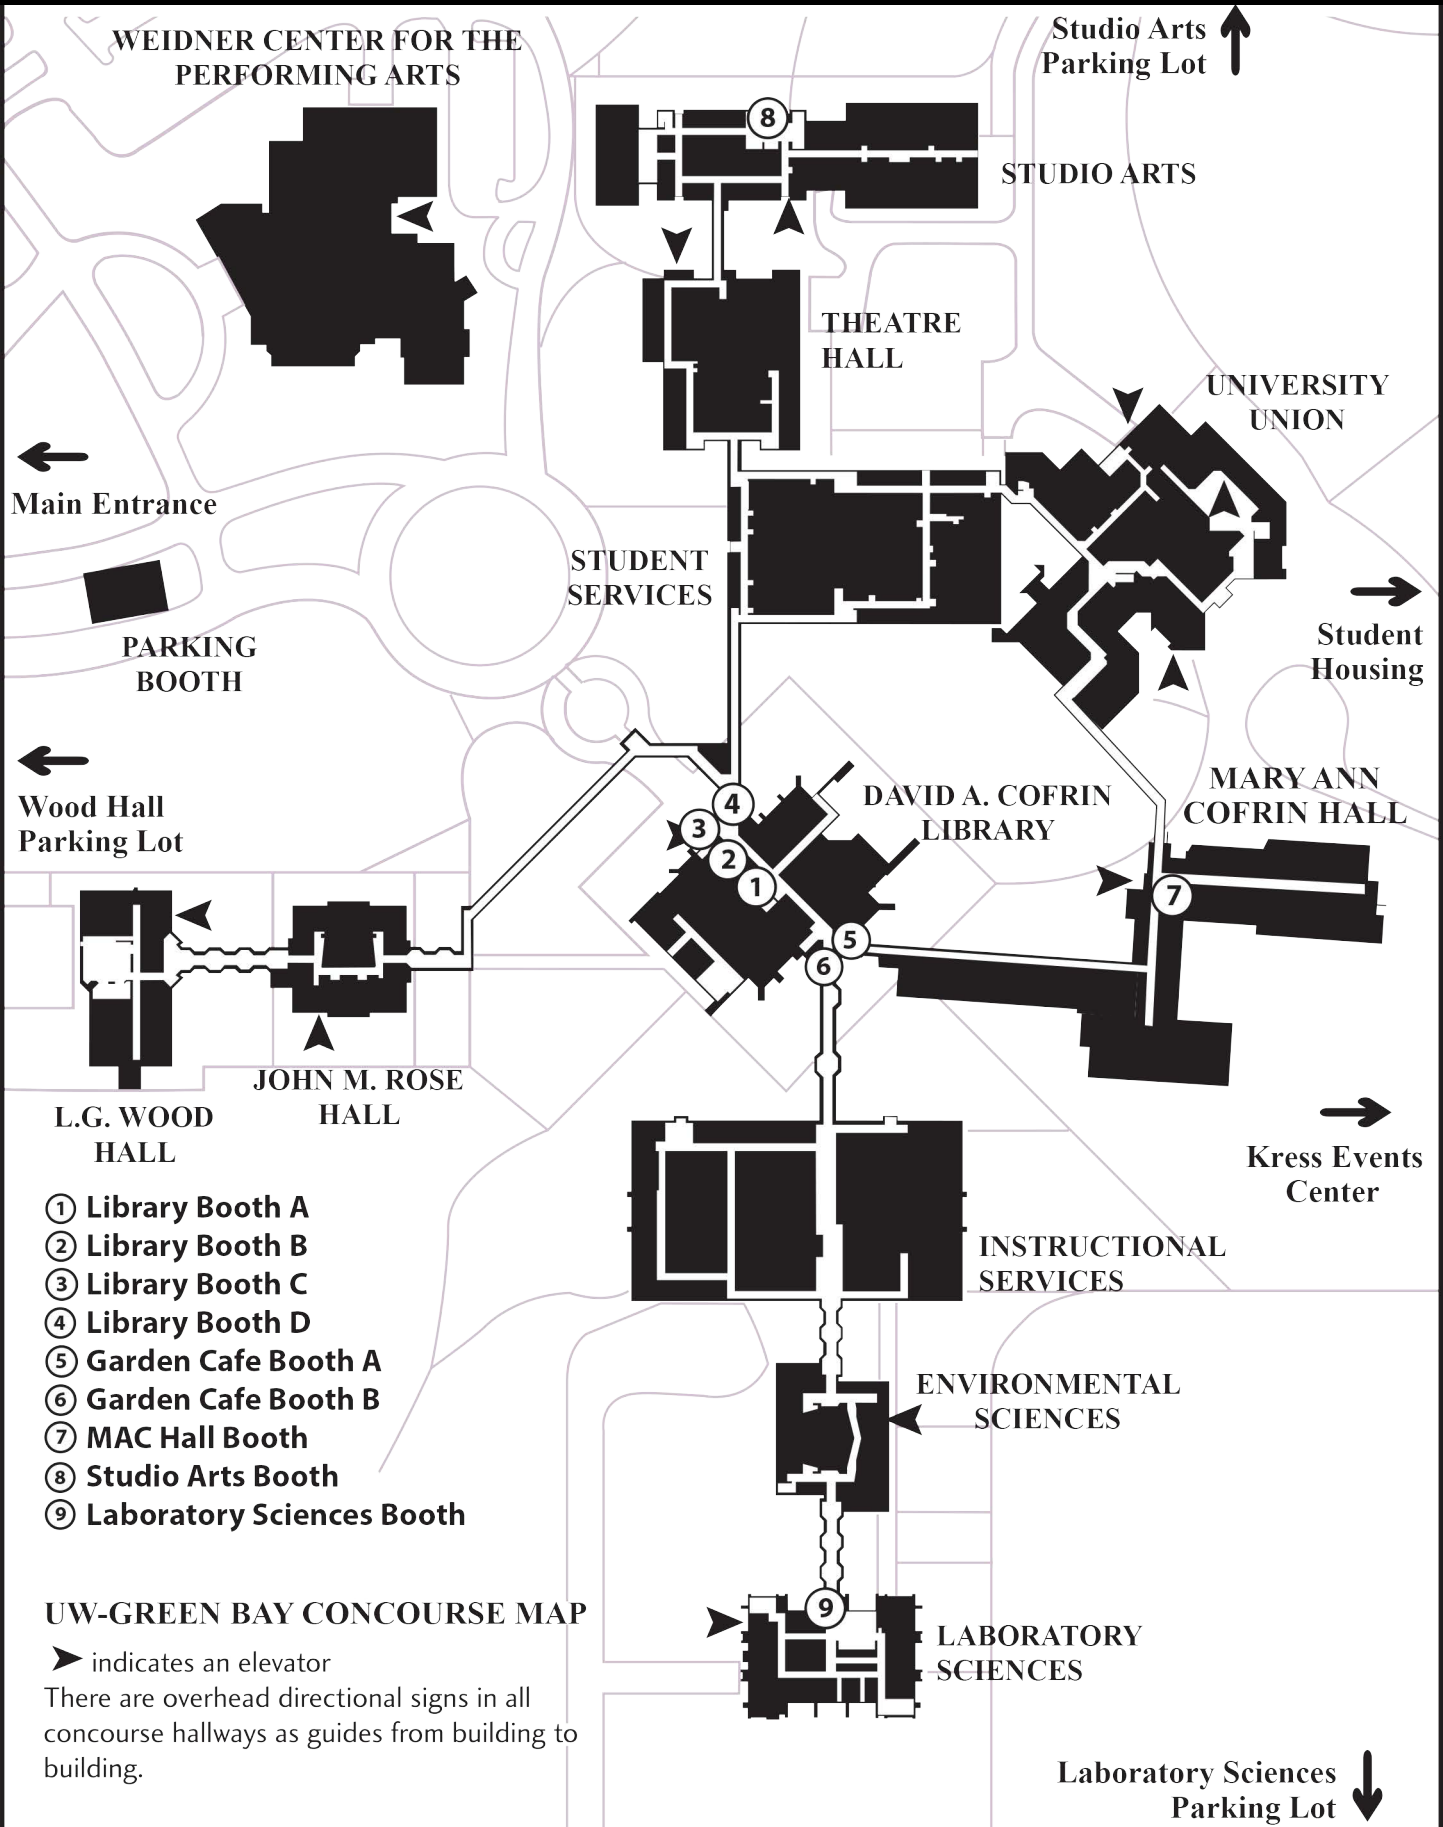 WEIDNER CENTER FOR THE
PERFORMING ARTS
Studio Arts
Parking Lot
8
STUDIO ARTS
THEATRE
HALL
UNIVERSITY
UNION
Main Entrance
STUDENT
SERVICES
Student
Housing
PARKING
BOOTH
Wood Hall
Parking Lot
DAVID A. COFRIN
LIBRARY
MARY ANN
COFRIN HALL
4
3
2
1
7
5
6
JOHN M. ROSE
HALL
L.G. WOOD
HALL
Kress Events
Center
INSTRUCTIONAL
SERVICES
1 Library Booth A
2 Library Booth B
3 Library Booth C
4 Library Booth D
5 Garden Cafe Booth A
6 Garden Cafe Booth B
7 MAC Hall Booth
8 Studio Arts Booth
9 Laboratory Sciences Booth
ENVIRONMENTAL
SCIENCES
9
LABORATORY
SCIENCES
UW-GREEN BAY CONCOURSE MAP
indicates an elevator
There are overhead directional signs in all
concourse hallways as guides from building to
building.
Laboratory Sciences
Parking Lot